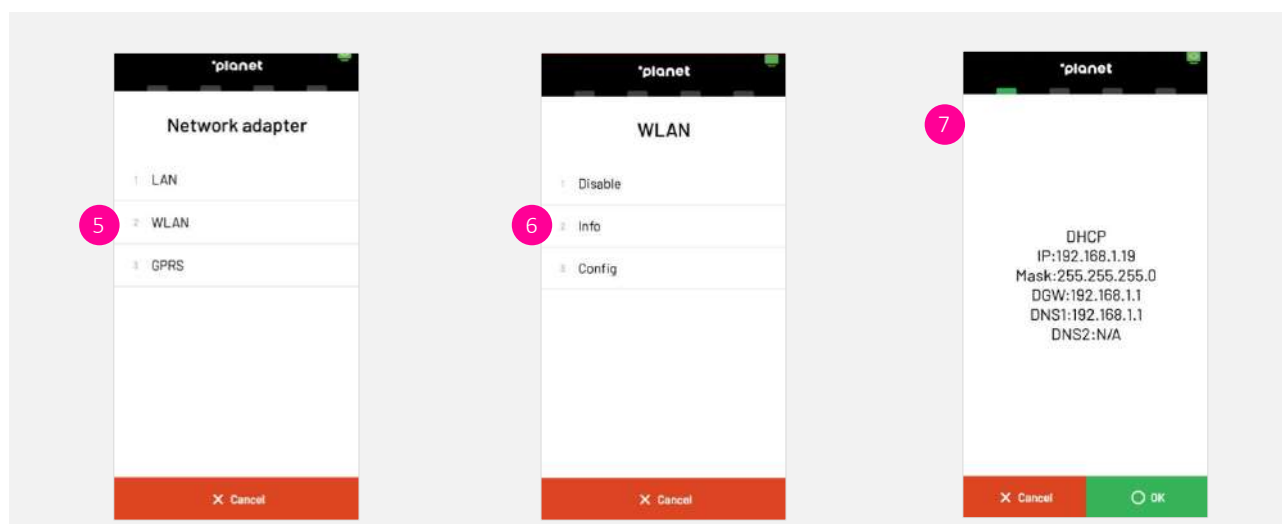 *planet
Network adapter
1 LAN
5
2 WLAN
3 GPRS
X Cancel
*planet
WLAN
1 Disable
6
2 Info
3 Config
X Cancel
*planet
7
DHCP
IP:192.168.1.19
Mask:255.255.255.0
DGW:192.168.1.1
DNS1:192.168.1.1
DNS2:N/A
X Cancel
OK